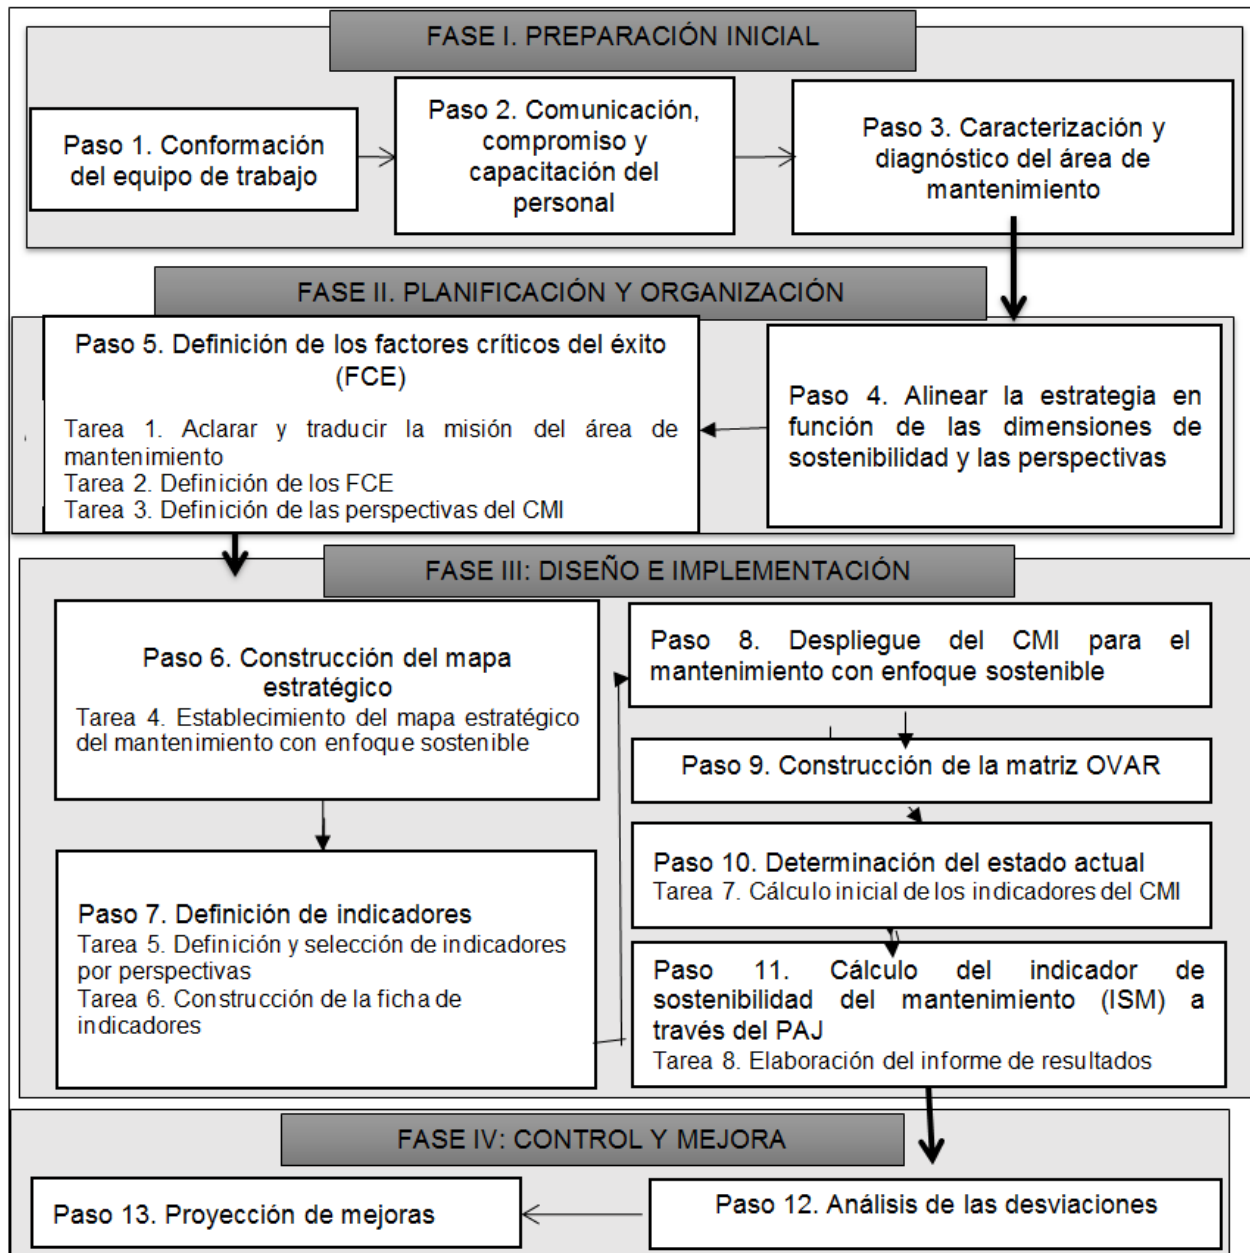 FASE I. PREPARACIÓN INICIAL
Paso 1. Conformación
del equipo de trabajo
Paso 2. Comunicación,
compromiso y
capacitación del
personal
Paso 3. Caracterización y
diagnóstico del área de
mantenimiento
FASE II. PLANIFICACIÓN Y ORGANIZACIÓN
Paso 4. Alinear la estrategia en
función de las dimensiones de
sostenibilidad y las perspectivas
Paso 5. Definición de los factores críticos del éxito
(FCE)
Tarea 1. Aclarar y traducir la misión del área de
mantenimiento
Tarea 2. Definición de los FCE
Tarea 3. Definición de las perspectivas del CMI
FASE III: DISEÑO E IMPLEMENTACIÓN
Paso 6. Construcción del mapa
estratégico
Tarea 4. Establecimiento del mapa estratégico
del mantenimiento con enfoque sostenible
Paso 7. Definición de indicadores
Tarea 5. Definición y selección de indicadores
por perspectivas
Tarea 6. Construcción de la ficha de
indicadores
Paso 8. Despliegue del CMI para el
mantenimiento con enfoque sostenible
Paso 9. Construcción de la matriz OVAR
Paso 10. Determinación del estado actual
Tarea 7. Cálculo inicial de los indicadores del CMI
Paso 11. Cálculo del indicador de
sostenibilidad del mantenimiento (ISM) a
través del PAJ
Tarea 8. Elaboración del informe de resultados
FASE IV: CONTROL Y MEJORA
Paso 12. Análisis de las desviaciones
Paso 13. Proyección de mejoras